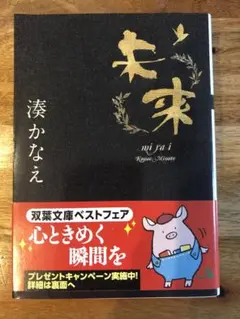 未来
mirai
Kanae, Minato
湊かなえ
双葉文庫ベストフェア
心ときめく
瞬間を
プレゼントキャンペーン実施中!
詳細は裏面へ